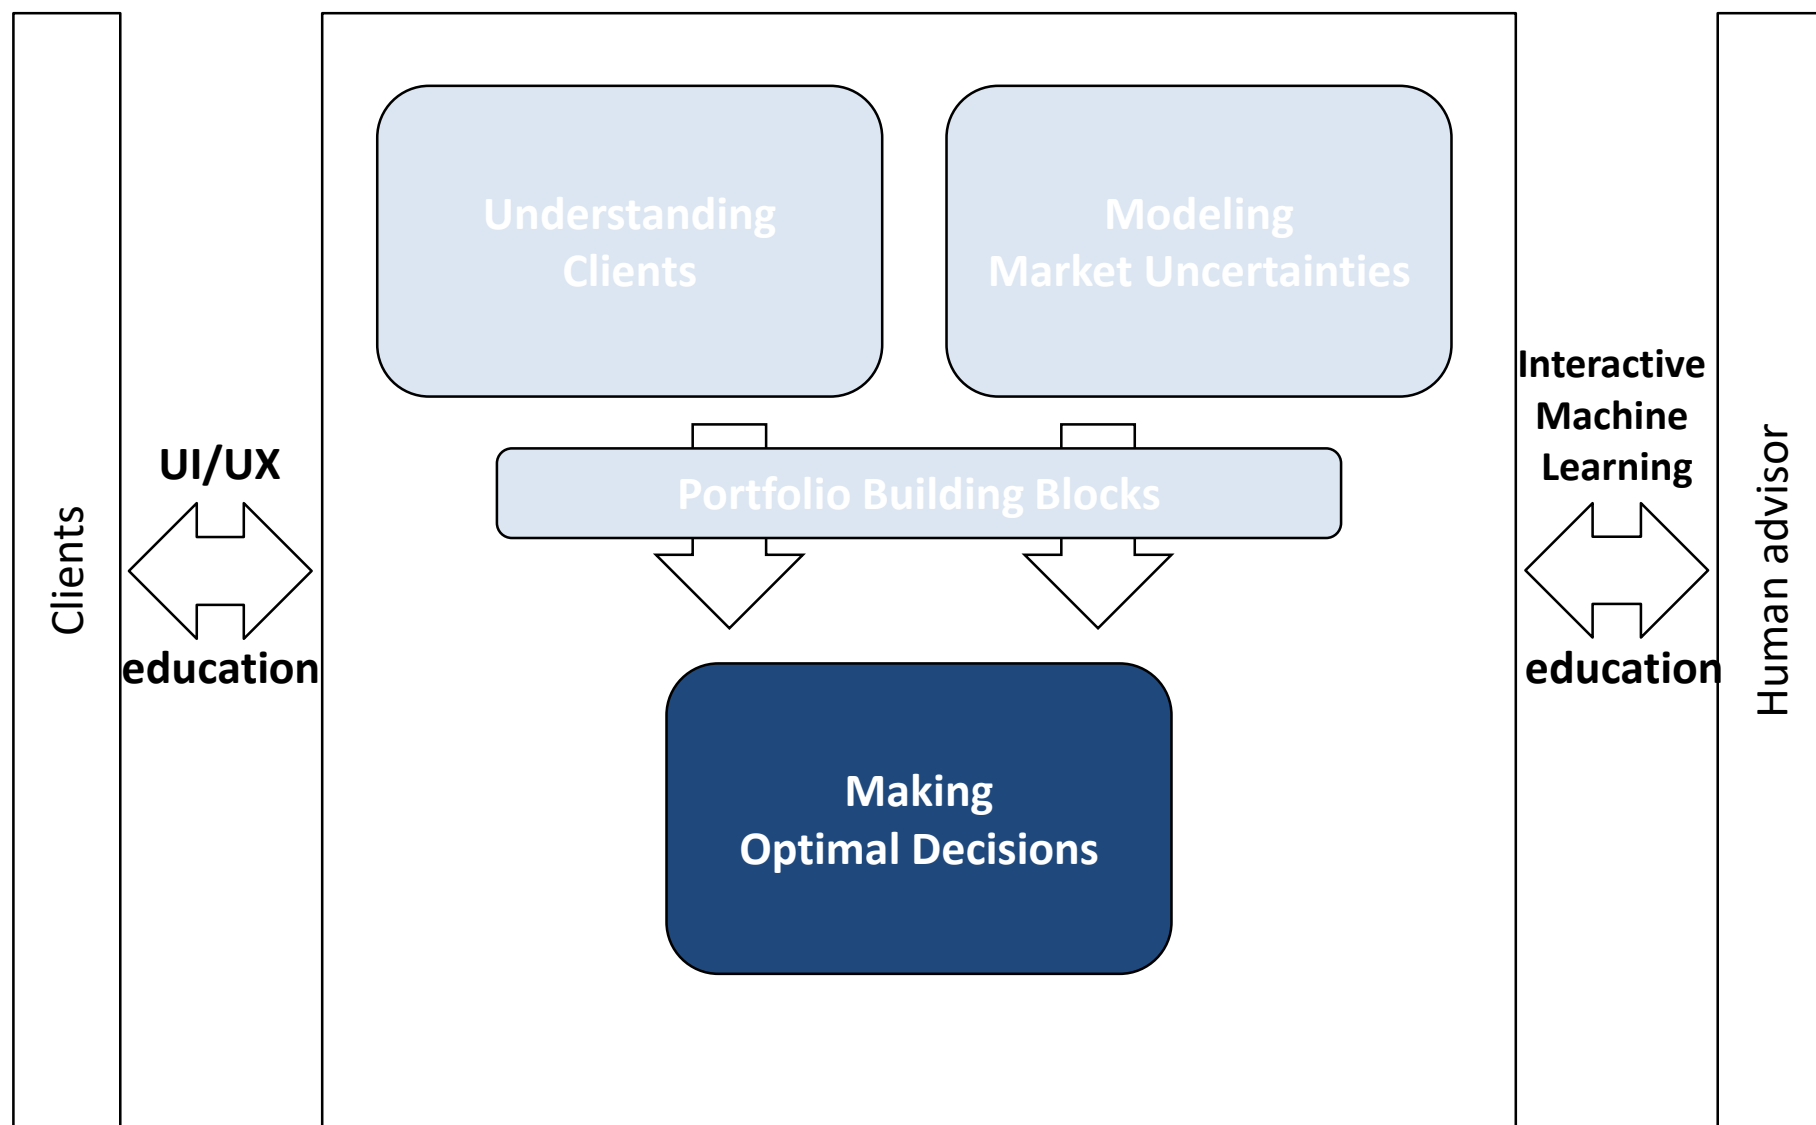 Clients
UI/UX
education
Understanding
Clients
Modeling
Market Uncertainties
Portfolio Building Blocks
Making
Optimal Decisions
Interactive
Machine
Learning
education
Human advisor